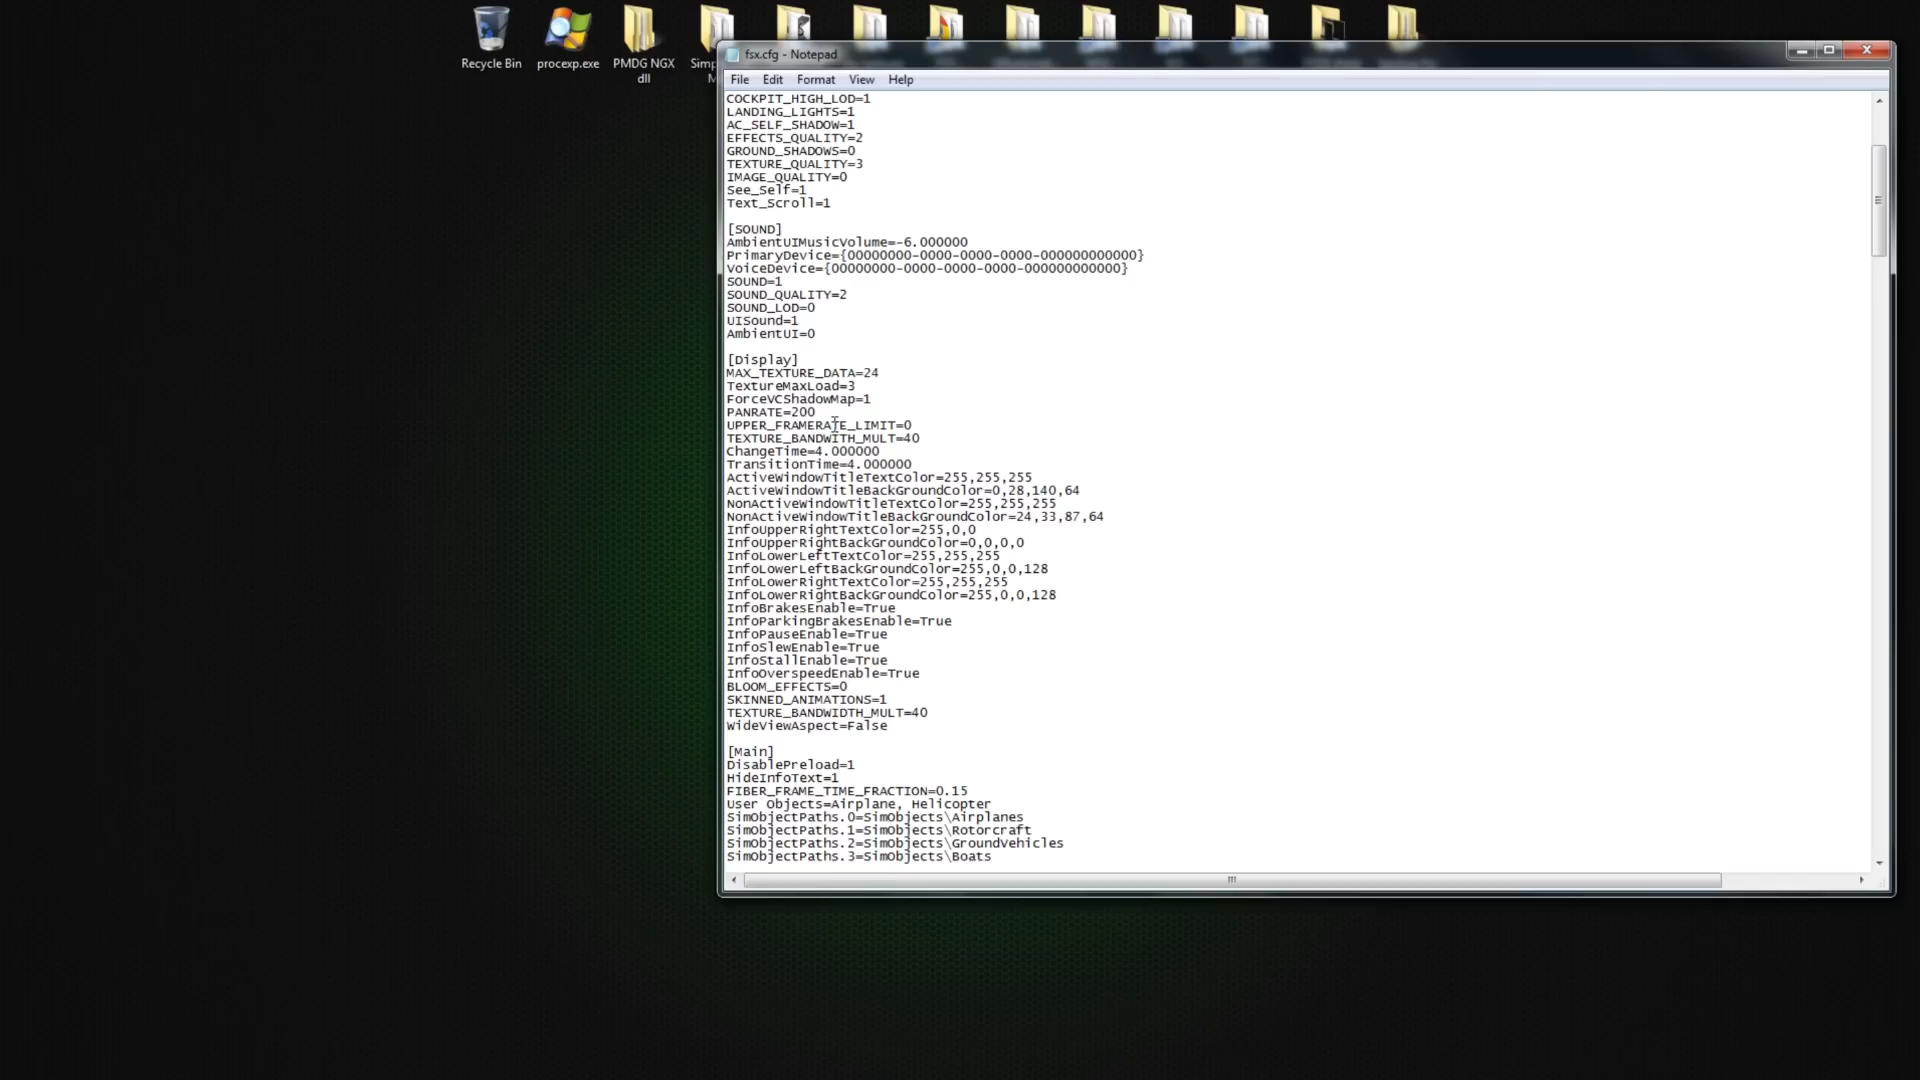 Recycle Bin
procexp.exe
PMDG NGX
dll
fsx.cfg - Notepad
File Edit Format View Help
COCKPIT_HIGH_LOD=1
LANDING_LIGHTS=1
AC_SELF_SHADOW=1
EFFECTS_QUALITY=2
GROUND_SHADOWS=0
TEXTURE_QUALITY=3
IMAGE_QUALITY=0
See_Self=1
Text_Scroll=1
[SOUND]
AmbientUIMusicVolume=-6.000000
PrimaryDevice={00000000-0000-0000-0000-000000000000}
VoiceDevice={00000000-0000-0000-0000-000000000000}
SOUND=1
SOUND_QUALITY=2
SOUND_LOD=0
UISound=1
AmbientUI=0
[Display]
MAX_TEXTURE_DATA=24
TextureMaxLoad=3
ForceVCShadowMap=1
PANRATE=200
UPPER_FRAMERATE_LIMIT=0
TEXTURE_BANDWITH_MULT=40
ChangeTime=4.000000
TransitionTime=4.000000
ActiveWindowTitleTextColor=255,255,255
ActiveWindowTitleBackGroundColor=0,28,140,64
NonActiveWindowTitleTextColor=255,255,255
NonActiveWindowTitleBackGroundColor=24,33,87,64
InfoUpperRightTextColor=255,0,0
InfoUpperRightBackGroundColor=0,0,0,0
InfoLowerLeftTextColor=255,255,255
InfoLowerLeftBackGroundColor=255,0,0,128
InfoLowerRightTextColor=255,255,255
InfoLowerRightBackGroundColor=255,0,0,128
InfoBrakesEnable=True
InfoParkingBrakesEnable=True
InfoPauseEnable=True
InfoSlewEnable=True
InfoStallEnable=True
InfoOverspeedEnable=True
BLOOM_EFFECTS=0
SKINNED_ANIMATIONS=1
TEXTURE_BANDWIDTH_MULT=40
WideViewAspect=False
[Main]
DisablePreload=1
HideInfoText=1
FIBER_FRAME_TIME_FRACTION=0.15
User Objects=Airplane, Helicopter
SimObjectPaths.0=SimObjects\Airplanes
SimObjectPaths.1=SimObjects\Rotorcraft
SimObjectPaths.2=SimObjects\GroundVehicles
SimObjectPaths.3=SimObjects\Boats